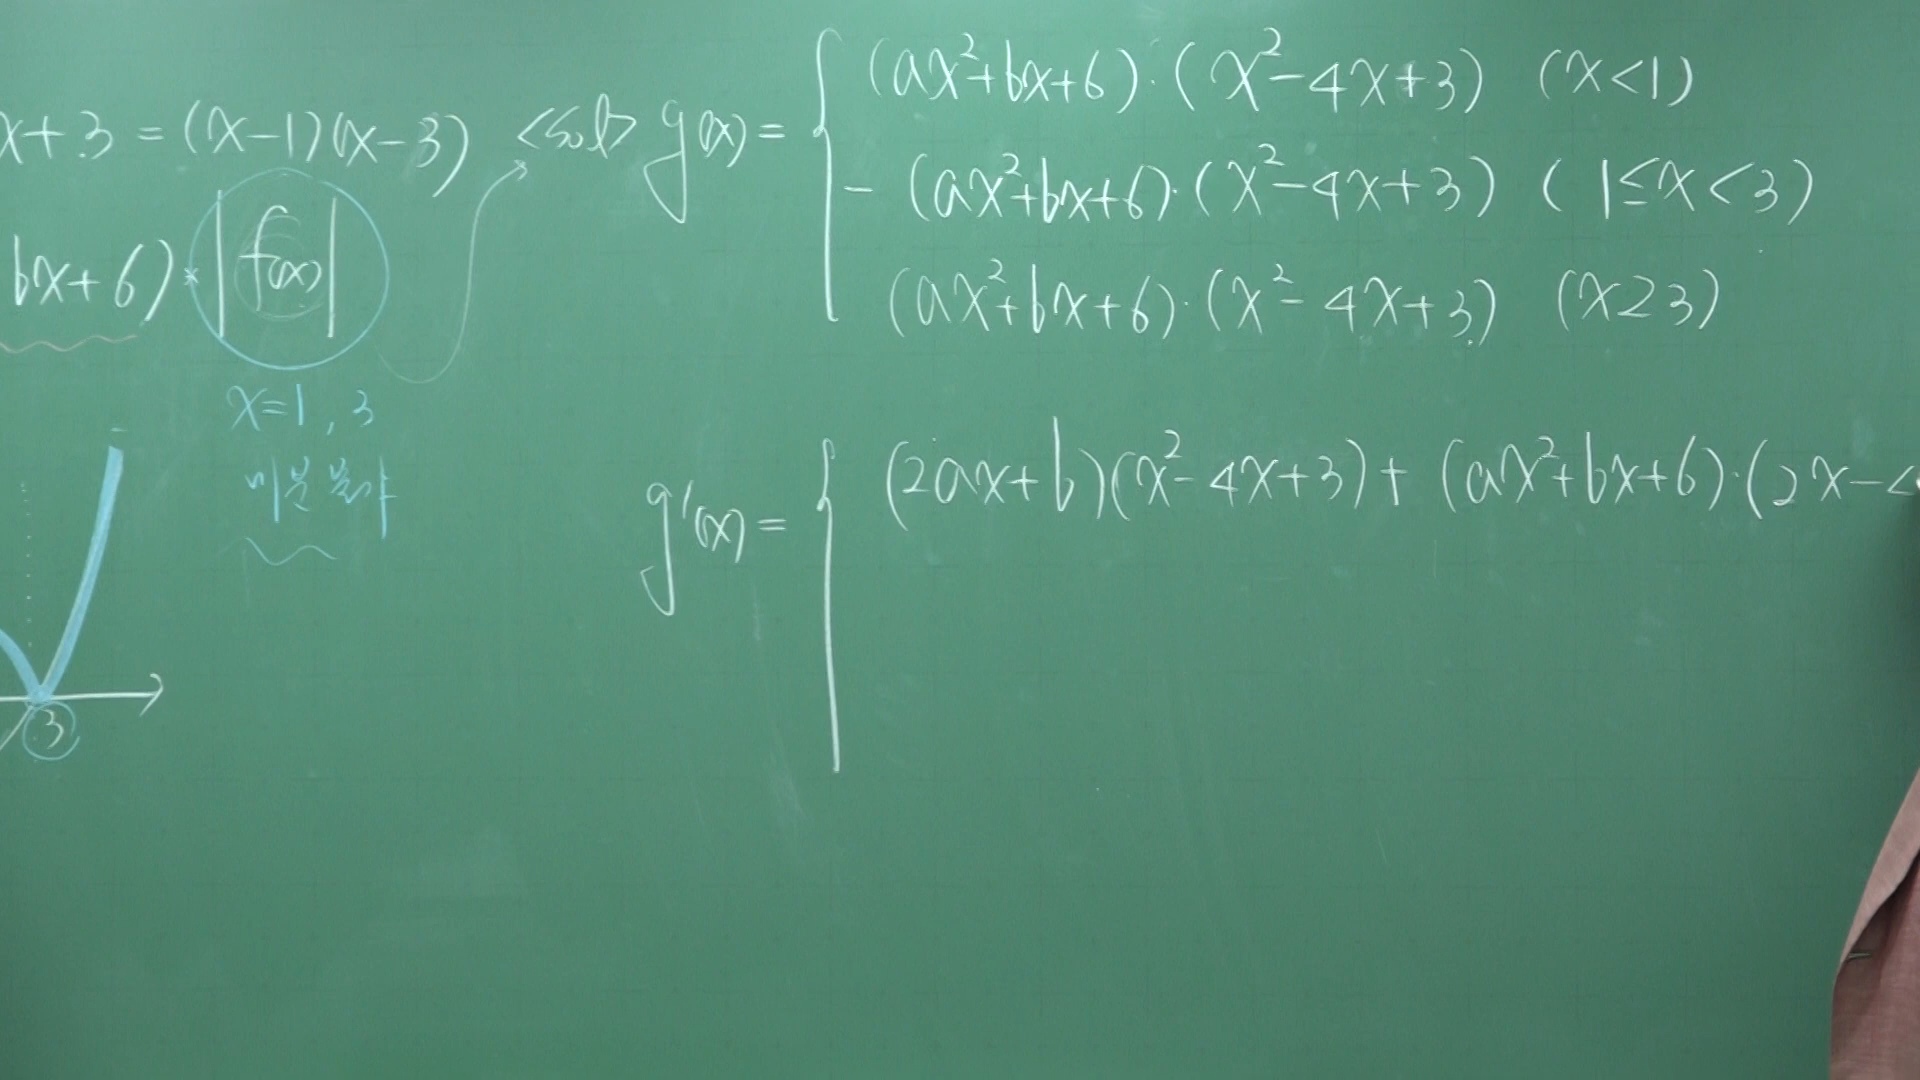 x+3 = (x-1)(x-3)
bx+6)×|f(x)|
x=1, 3
미분 불가
③
<sol> g(x) = { (ax²+bx+6)·(x²-4x+3) (x<1)
-(ax²+bx+6)·(x²-4x+3) (1≤x<3)
(ax²+bx+6)·(x²-4x+3) (x≥3)
g'(x) = { (2ax+b)(x²-4x+3)+(ax²+bx+6)·(2x-4